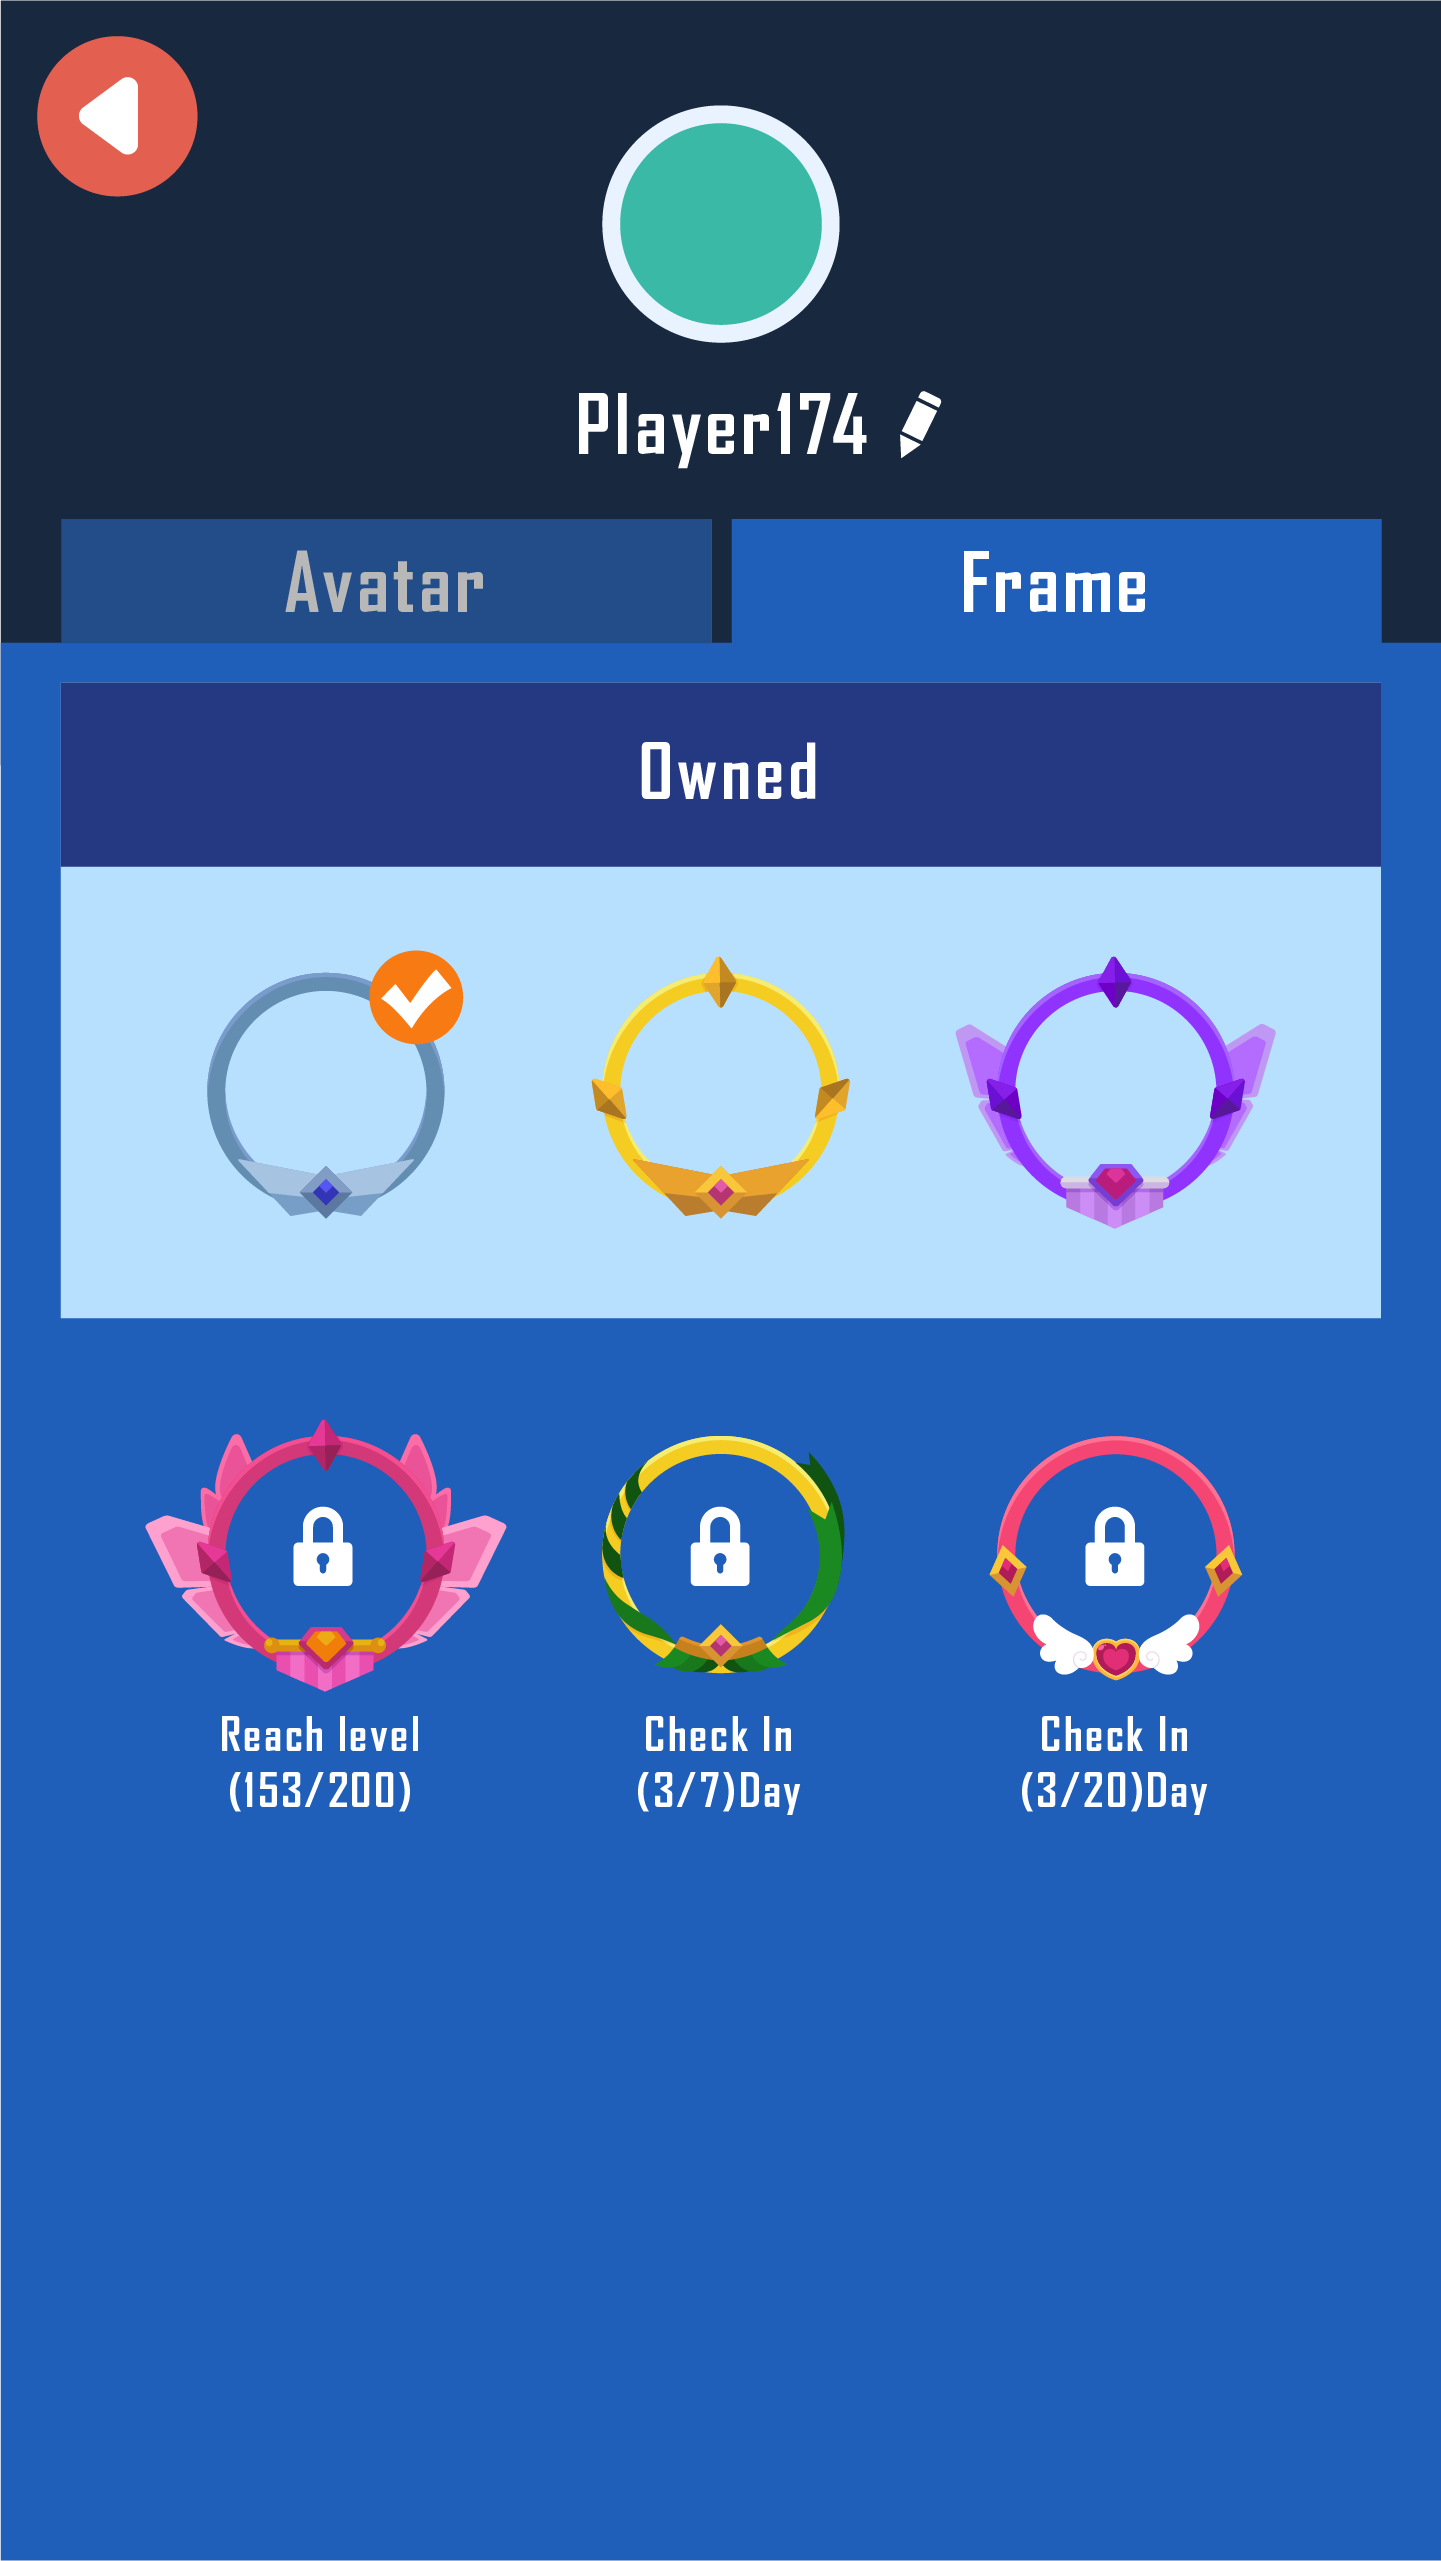 Player174
Avatar
Frame
Owned
Reach level
(153/200)
Check In
(3/7)Day
Check In
(3/20)Day